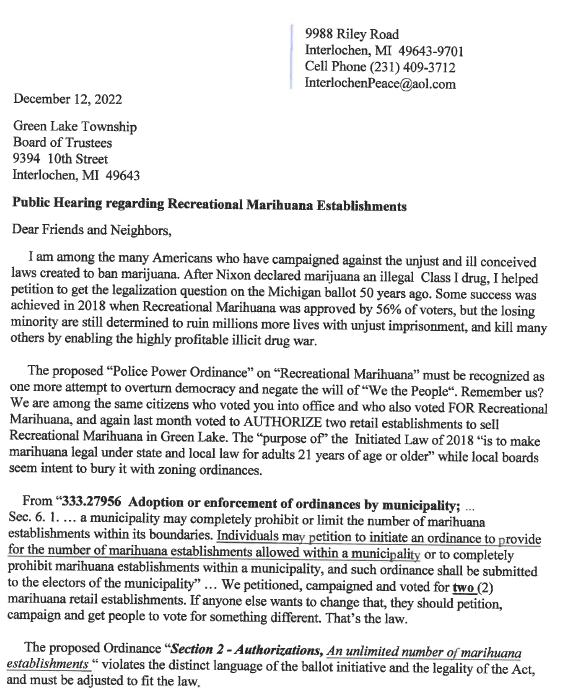 9988 Riley Road
Interlochen, MI 49643-9701
Cell Phone (231) 409-3712
InterlochenPeace@aol.com
December 12, 2022
Green Lake Township
Board of Trustees
9394 10th Street
Interlochen, MI 49643
Public Hearing regarding Recreational Marihuana Establishments
Dear Friends and Neighbors,
I am among the many Americans who have campaigned against the unjust and ill conceived
laws created to ban marijuana. After Nixon declared marijuana an illegal Class I drug, I helped
petition to get the legalization question on the Michigan ballot 50 years ago. Some success was
achieved in 2018 when Recreational Marihuana was approved by 56% of voters, but the losing
minority are still determined to ruin millions more lives with unjust imprisonment, and kill many
others by enabling the highly profitable illicit drug war.
The proposed “Police Power Ordinance” on “Recreational Marihuana” must be recognized as
one more attempt to overturn democracy and negate the will of “We the People“. Remember us?
We are among the same citizens who voted you into office and who also voted FOR Recreational
Marihuana, and again last month voted to AUTHORIZE two retail establishments to sell
Recreational Marihuana in Green Lake. The “purpose of” the Initiated Law of 2018 “is to make
marihuana legal under state and local law for adults 21 years of age or older” while local boards
seem intent to bury it with zoning ordinances.
From “333.27956 Adoption or enforcement of ordinances by municipality; ...
Sec. 6. 1. ... a municipality may completely prohibit or limit the number of marihuana
establishments within its boundaries. Individuals may petition to initiate an ordinance to provide
for the number of marihuana establishments allowed within a municipality or to completely
prohibit marihuana establishments within a municipality, and such ordinance shall be submitted
to the electors of the municipality” ... We petitioned, campaigned and voted for two (2)
marihuana retail establishments. If anyone else wants to change that, they should petition,
campaign and get people to vote for something different. That's the law.
The proposed Ordinance “Section 2 - Authorizations, An unlimited number of marihuana
establishments “ violates the distinct language of the ballot initiative and the legality of the Act,
and must be adjusted to fit the law.